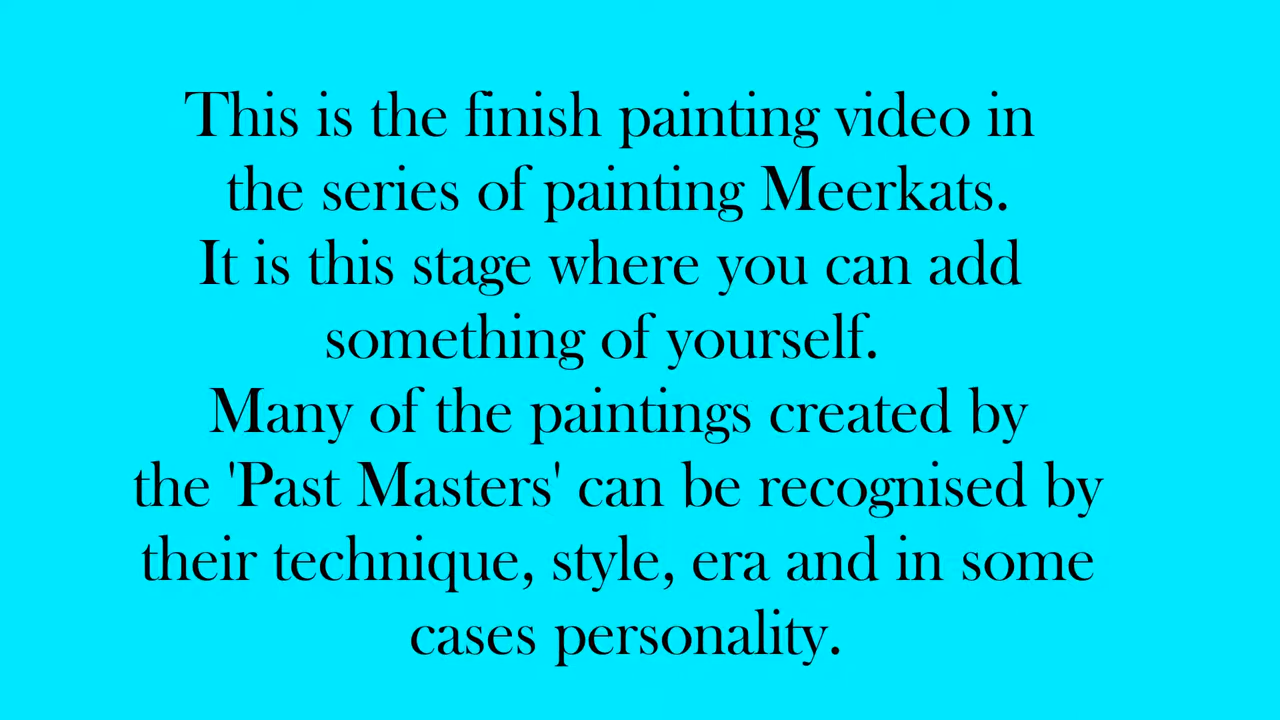 This is the finish painting video in
the series of painting Meerkats.
It is this stage where you can add
something of yourself.
Many of the paintings created by
the 'Past Masters' can be recognised by
their technique, style, era and in some
cases personality.